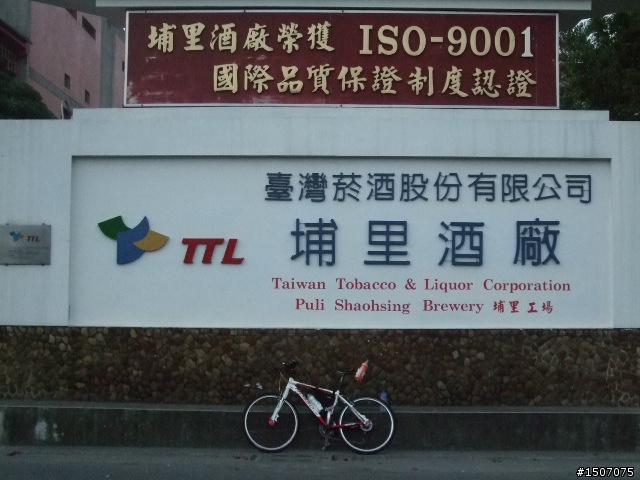 埔里酒廠榮獲 ISO-9001
國際品質保證制度認證
臺灣菸酒股份有限公司
TTL 埔里酒廠
Taiwan Tobacco & Liquor Corporation
Puli Shaohsing Brewery 埔里工場
TTL
#1507075